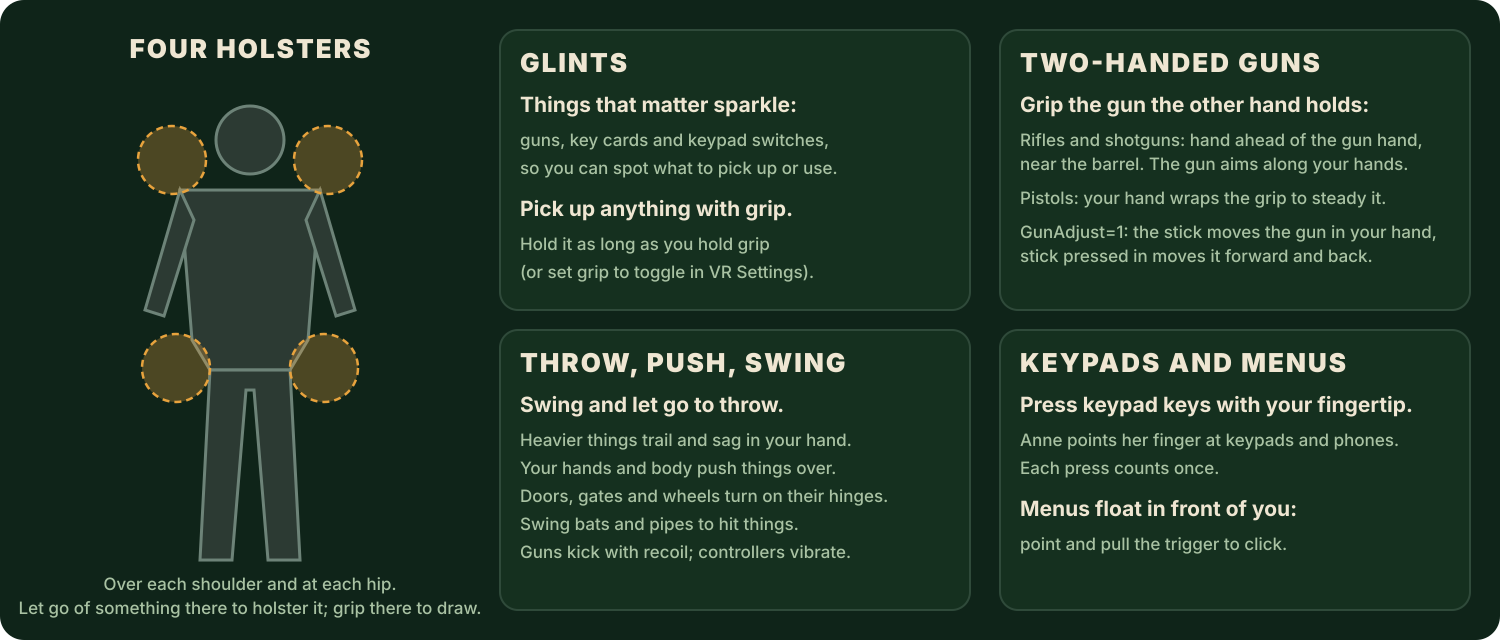 FOUR HOLSTERS
Over each shoulder and at each hip.
Let go of something there to holster it; grip there to draw.
GLINTS
Things that matter sparkle:
guns, key cards and keypad switches,
so you can spot what to pick up or use.
Pick up anything with grip.
Hold it as long as you hold grip
(or set grip to toggle in VR Settings).
TWO-HANDED GUNS
Grip the gun the other hand holds:
Rifles and shotguns: hand ahead of the gun hand,
near the barrel. The gun aims along your hands.
Pistols: your hand wraps the grip to steady it.
GunAdjust=1: the stick moves the gun in your hand,
stick pressed in moves it forward and back.
THROW, PUSH, SWING
Swing and let go to throw.
Heavier things trail and sag in your hand.
Your hands and body push things over.
Doors, gates and wheels turn on their hinges.
Swing bats and pipes to hit things.
Guns kick with recoil; controllers vibrate.
KEYPADS AND MENUS
Press keypad keys with your fingertip.
Anne points her finger at keypads and phones.
Each press counts once.
Menus float in front of you:
point and pull the trigger to click.